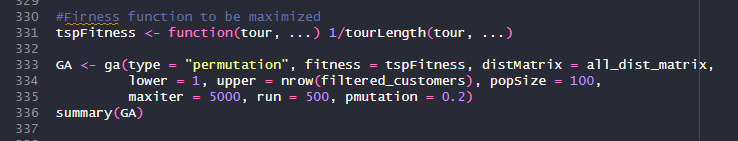 329
330 #Firness function to be maximized
331 tspFitness <- function(tour, ...) 1/tourLength(tour, ...)
332
333 GA <- ga(type = "permutation", fitness = tspFitness, distMatrix = all_dist_matrix,
334 lower = 1, upper = nrow(filtered_customers), popSize = 100,
335 maxiter = 5000, run = 500, pmutation = 0.2)
336 summary(GA)
337